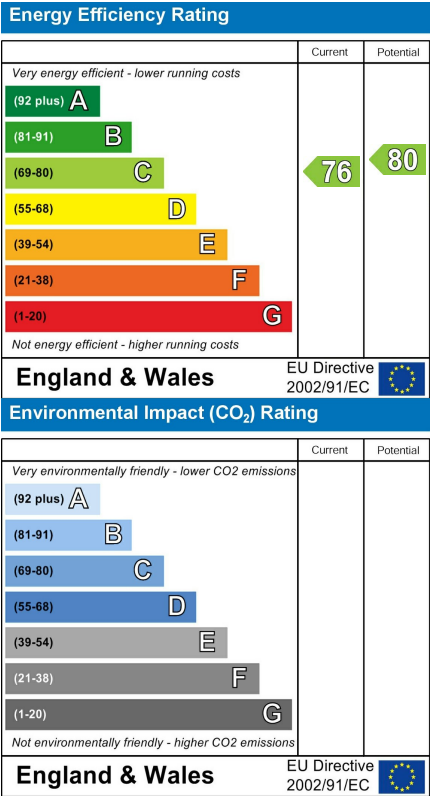 Energy Efficiency Rating
Current Potential
Very energy efficient - lower running costs
(92 plus) A
(81-91) B
(69-80) C
76 80
(55-68) D
(39-54) E
(21-38) F
(1-20) G
Not energy efficient - higher running costs
England & Wales
EU Directive
2002/91/EC
Environmental Impact (CO₂) Rating
Current Potential
Very environmentally friendly - lower CO2 emissions
(92 plus) A
(81-91) B
(69-80) C
(55-68) D
(39-54) E
(21-38) F
(1-20) G
Not environmentally friendly - higher CO2 emissions
England & Wales
EU Directive
2002/91/EC